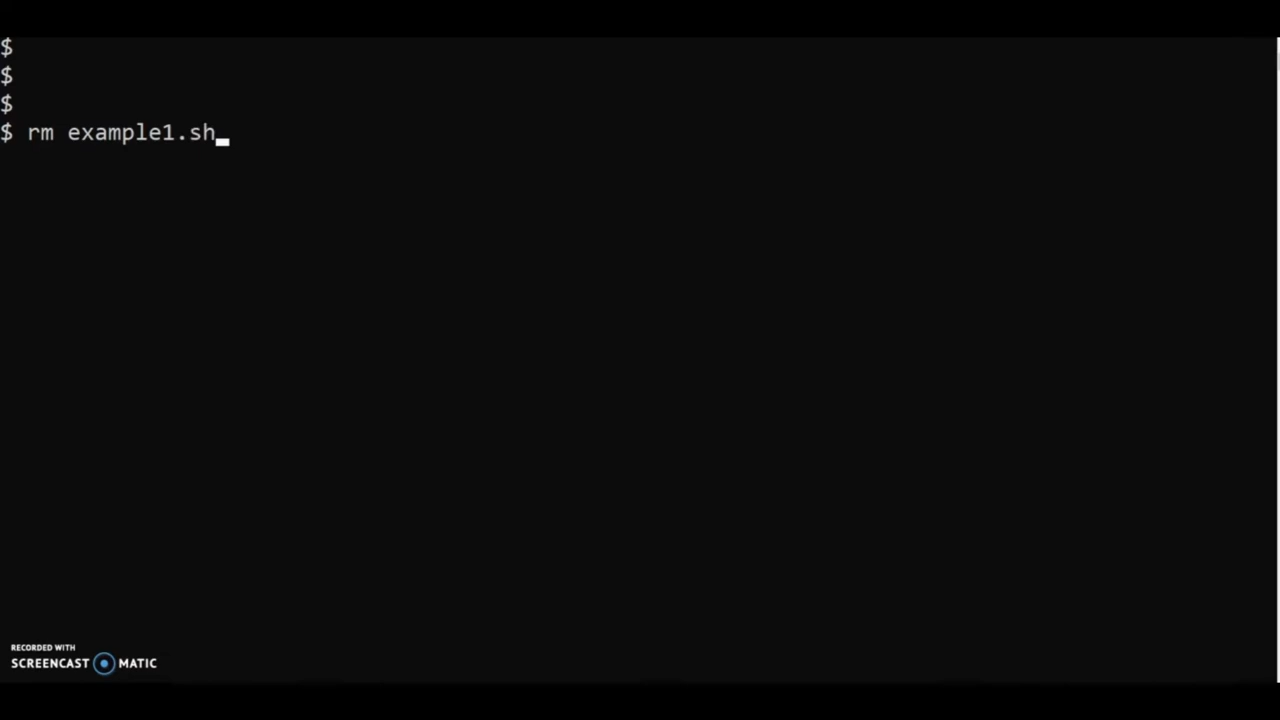 $
$
$
$ rm example1.sh
RECORDED WITH
SCREENCAST MATIC